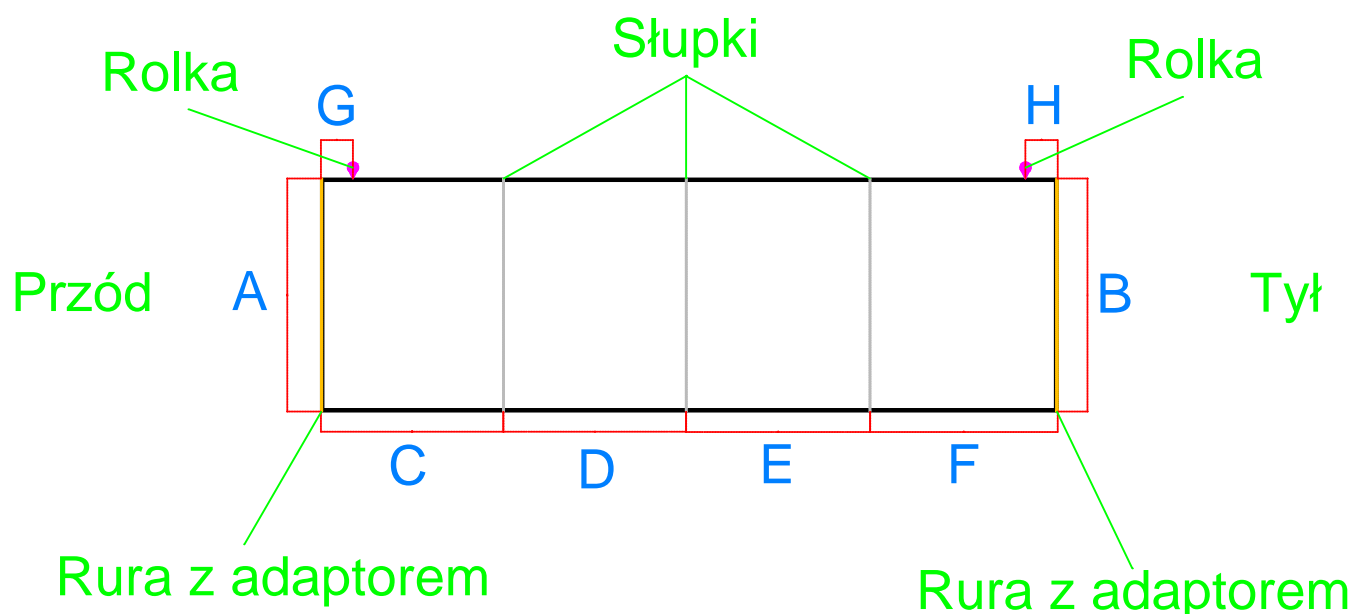 Słupki
Rolka
Rolka
G
H
Przód
A
B
Tył
C
D
E
F
Rura z adaptorem
Rura z adaptorem